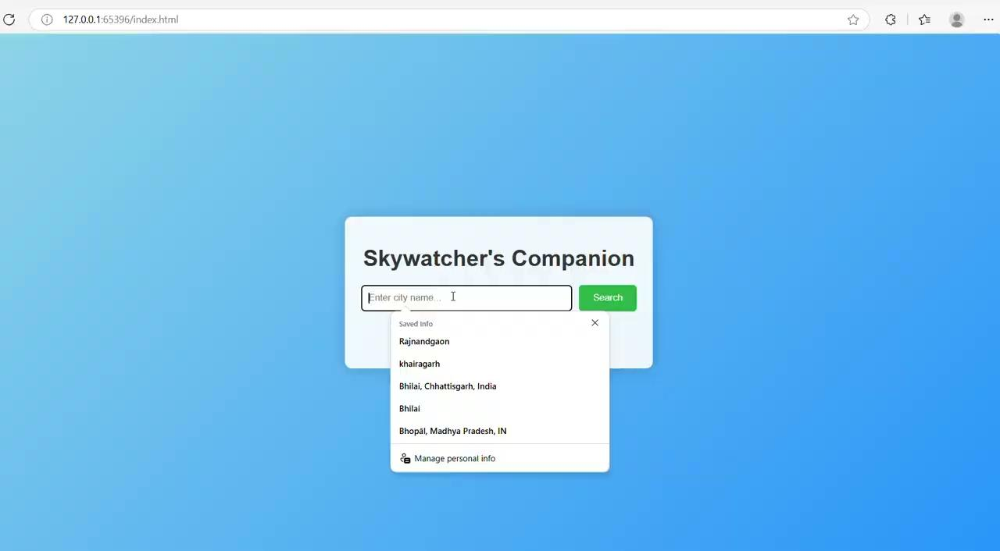 127.0.0.1:65396/index.html
Skywatcher's Companion
Enter city name...
Search
Saved Info
Rajnandgaon
khairagarh
Bhilai, Chhattisgarh, India
Bhilai
Bhopāl, Madhya Pradesh, IN
Manage personal info